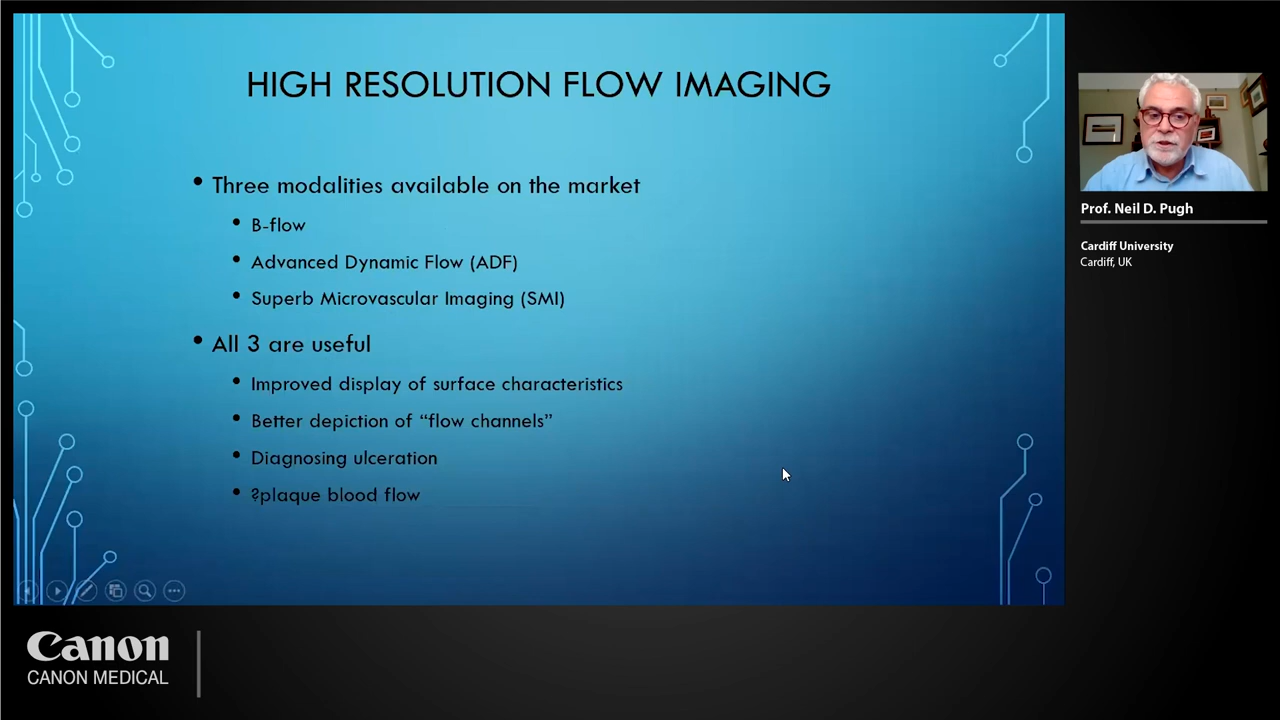 HIGH RESOLUTION FLOW IMAGING
• Three modalities available on the market
• B-flow
• Advanced Dynamic Flow (ADF)
• Superb Microvascular Imaging (SMI)
• All 3 are useful
• Improved display of surface characteristics
• Better depiction of “flow channels”
• Diagnosing ulceration
• ?plaque blood flow
Prof. Neil D. Pugh
Cardiff University
Cardiff, UK
Canon
CANON MEDICAL